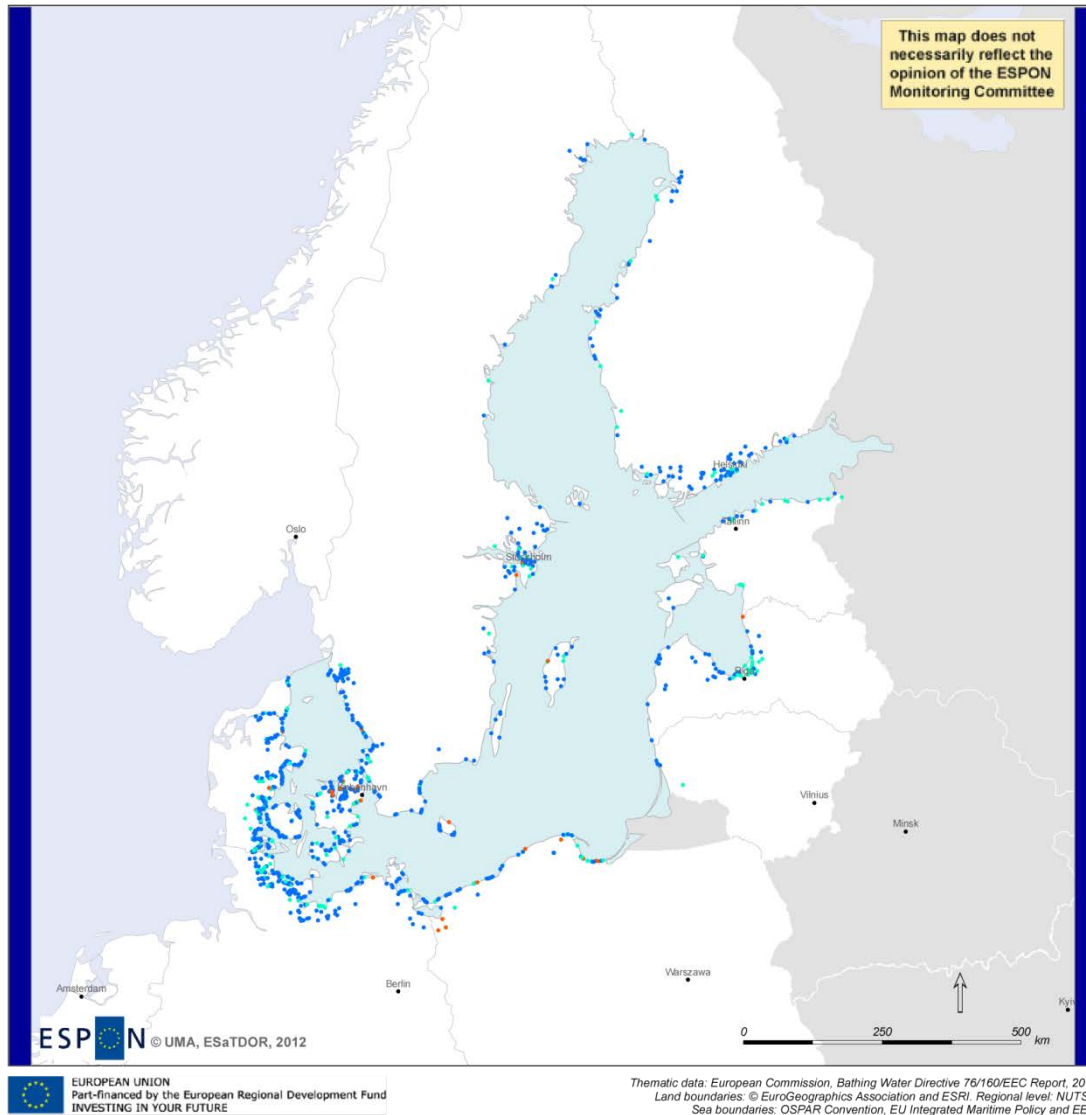 This map does not
necessarily reflect the
opinion of the ESPON
Monitoring Committee
Helsinki
Oslo
Tallinn
Stockholm
Riga
København
Vilnius
Minsk
Warszawa
Berlin
Amsterdam
Kyiv
0 250 500
km
ESPON © UMA, ESaTDOR, 2012
EUROPEAN UNION
Part-financed by the European Regional Development Fund
INVESTING IN YOUR FUTURE
Thematic data: European Commission, Bathing Water Directive 76/160/EEC Report, 20
Land boundaries: © EuroGeographics Association and ESRI. Regional level: NUTS
Sea boundaries: OSPAR Convention, EU Integrated Maritime Policy and